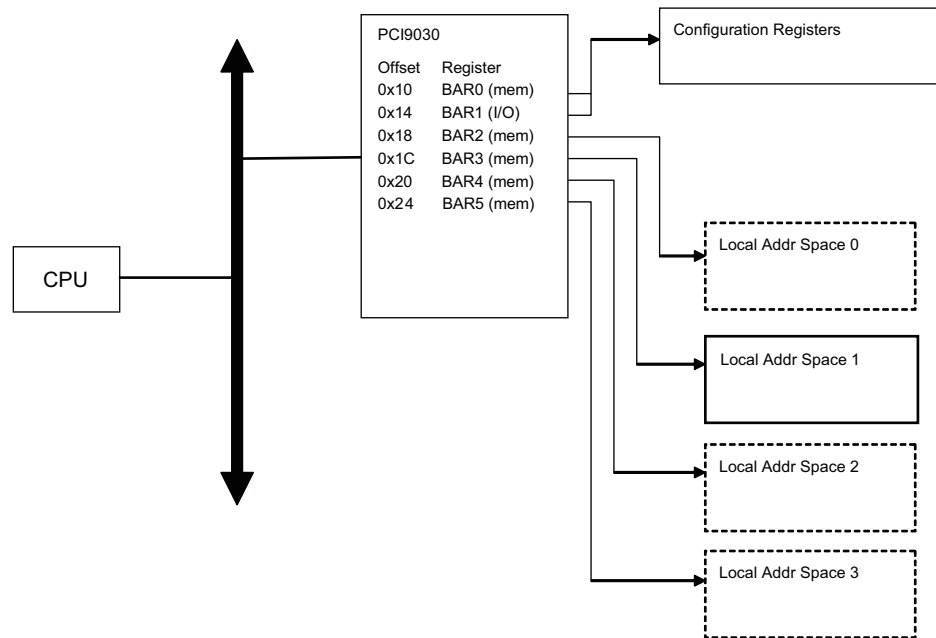 PCI9030
Configuration Registers
Offset Register
0x10 BAR0 (mem)
0x14 BAR1 (I/O)
0x18 BAR2 (mem)
0x1C BAR3 (mem)
0x20 BAR4 (mem)
0x24 BAR5 (mem)
Local Addr Space 0
CPU
Local Addr Space 1
Local Addr Space 2
Local Addr Space 3